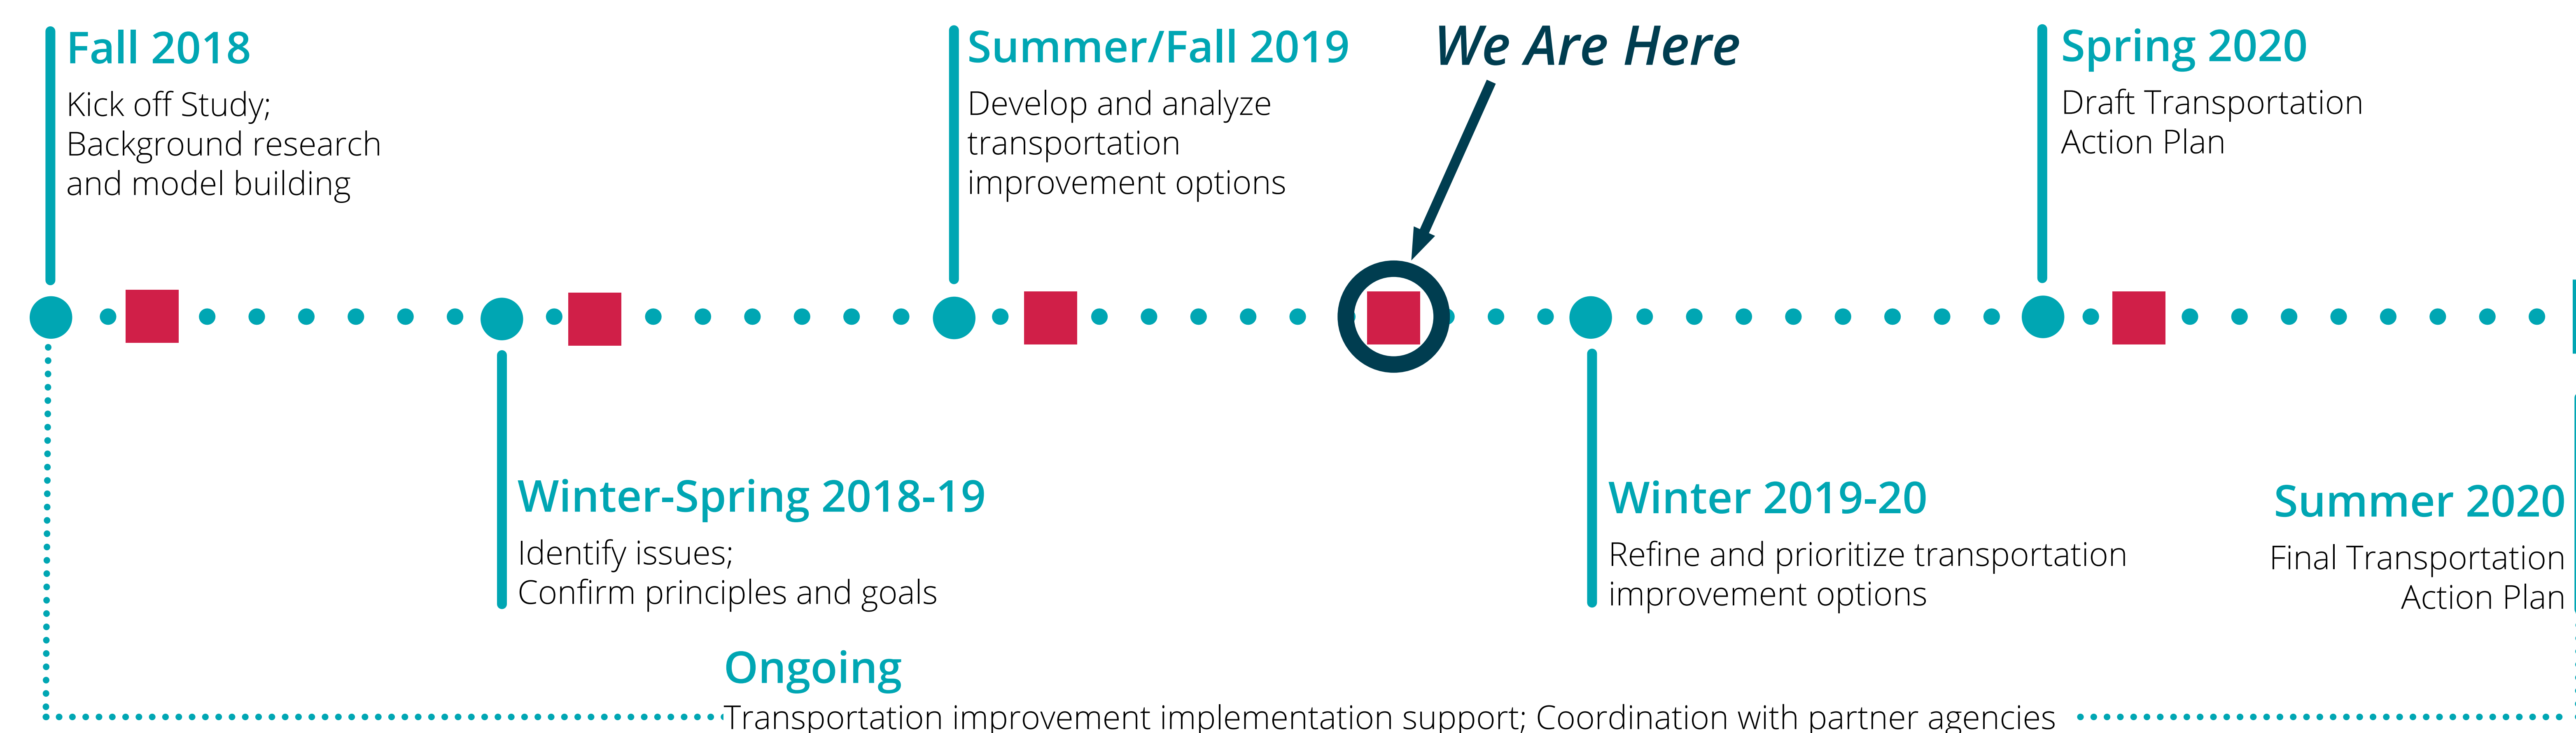 Fall 2018
Kick off Study;
Background research
and model building
Summer/Fall 2019
Develop and analyze
transportation
improvement options
We Are Here
Spring 2020
Draft Transportation
Action Plan
Winter-Spring 2018-19
Identify issues;
Confirm principles and goals
Winter 2019-20
Refine and prioritize transportation
improvement options
Summer 2020
Final Transportation
Action Plan
Ongoing
Transportation improvement implementation support; Coordination with partner agencies